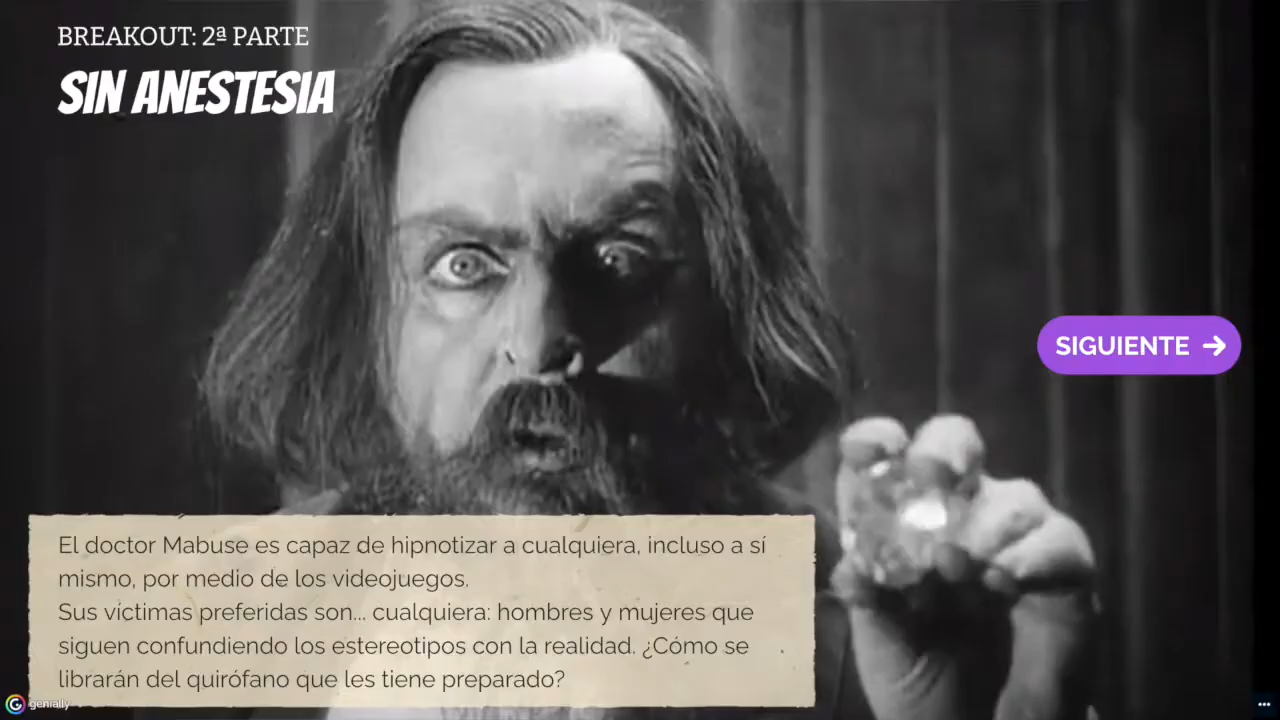 BREAKOUT: 2ª PARTE
SIN ANESTESIA
SIGUIENTE
El doctor Mabuse es capaz de hipnotizar a cualquiera, incluso a sí
mismo, por medio de los videojuegos.
Sus víctimas preferidas son... cualquiera: hombres y mujeres que
siguen confundiendo los estereotipos con la realidad. ¿Cómo se
librarán del quirófano que les tiene preparado?
genially